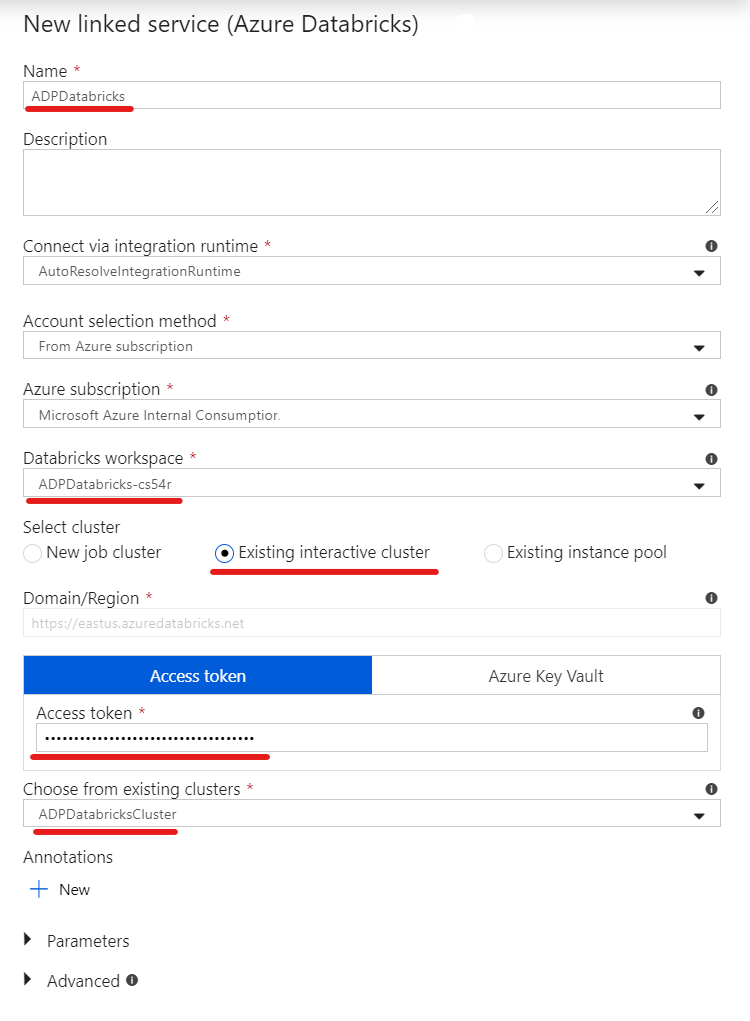 New linked service (Azure Databricks)
Name *
ADPDatabricks
Description
Connect via integration runtime *
AutoResolveIntegrationRuntime
Account selection method *
From Azure subscription
Azure subscription *
Microsoft Azure Internal Consumptior.
Databricks workspace *
ADPDatabricks-cs54r
Select cluster
New job cluster Existing interactive cluster Existing instance pool
Domain/Region *
https://eastus.azuredatabricks.net
Access token Azure Key Vault
Access token *
••••••••••••••••••••••••••••••••••••
Choose from existing clusters *
ADPDatabricksCluster
Annotations
New
Parameters
Advanced